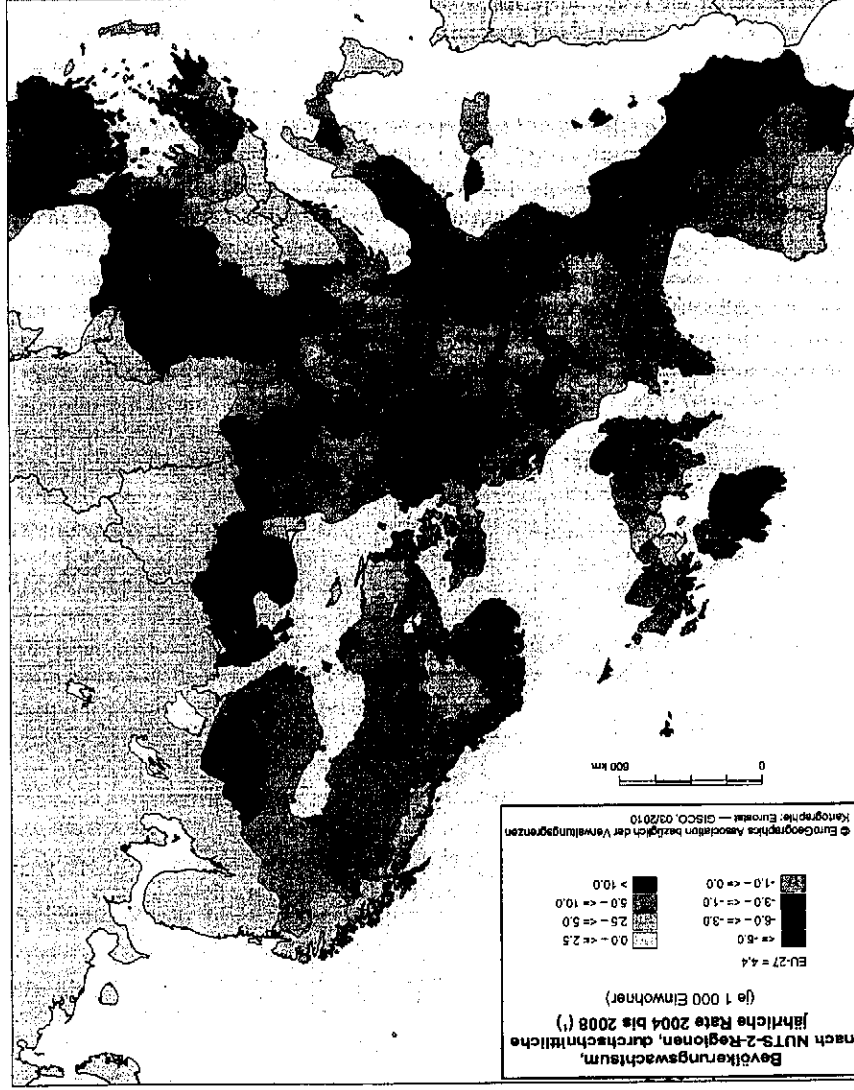 Bevölkerungswachstum,
nach NUTS-2-Regionen, durchschnittliche
jährliche Rate 2004 bis 2008 (¹)
(je 1 000 Einwohner)
EU-27 = 4,4
<= -6.0
-6.0 – <= -3.0
-3.0 – <= -1.0
-1.0 – <= 0.0
0.0 – <= 2.5
2.5 – <= 5.0
5.0 – <= 10.0
> 10.0
© EuroGeographics Association bezüglich der Verwaltungsgrenzen
Kartographie: Eurostat — GISCO, 03/2010
0 600 km